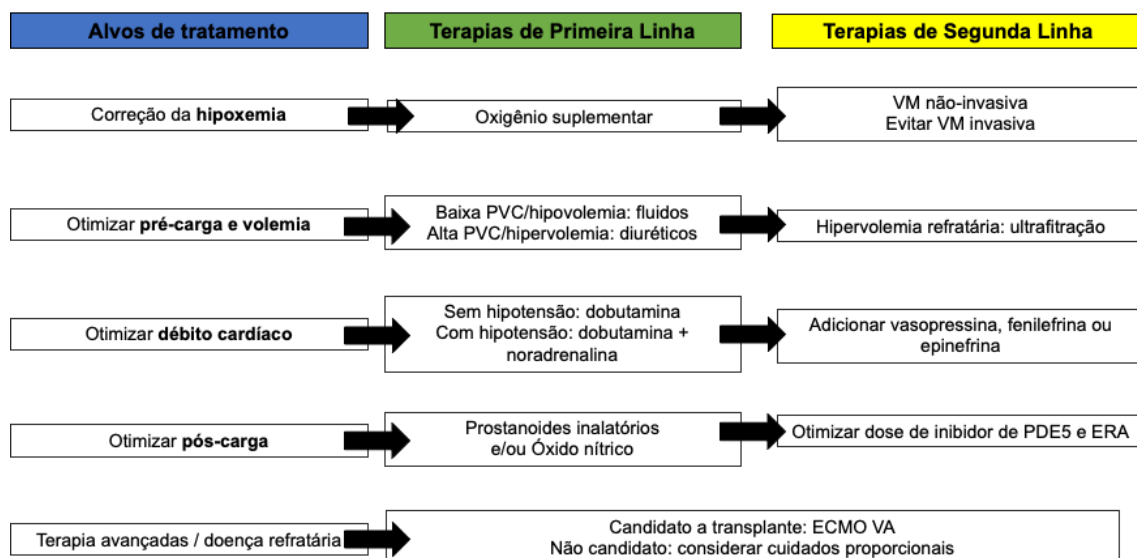 Alvos de tratamento
Terapias de Primeira Linha
Terapias de Segunda Linha
Correção da hipoxemia
Oxigênio suplementar
VM não-invasiva
Evitar VM invasiva
Otimizar pré-carga e volemia
Baixa PVC/hipovolemia: fluidos
Alta PVC/hipervolemia: diuréticos
Hipervolemia refratária: ultrafitração
Otimizar débito cardíaco
Sem hipotensão: dobutamina
Com hipotensão: dobutamina +
noradrenalina
Adicionar vasopressina, fenilefrina ou
epinefrina
Otimizar pós-carga
Prostanoides inalatórios
e/ou Óxido nítrico
Otimizar dose de inibidor de PDE5 e ERA
Terapia avançadas / doença refratária
Candidato a transplante: ECMO VA
Não candidato: considerar cuidados proporcionais